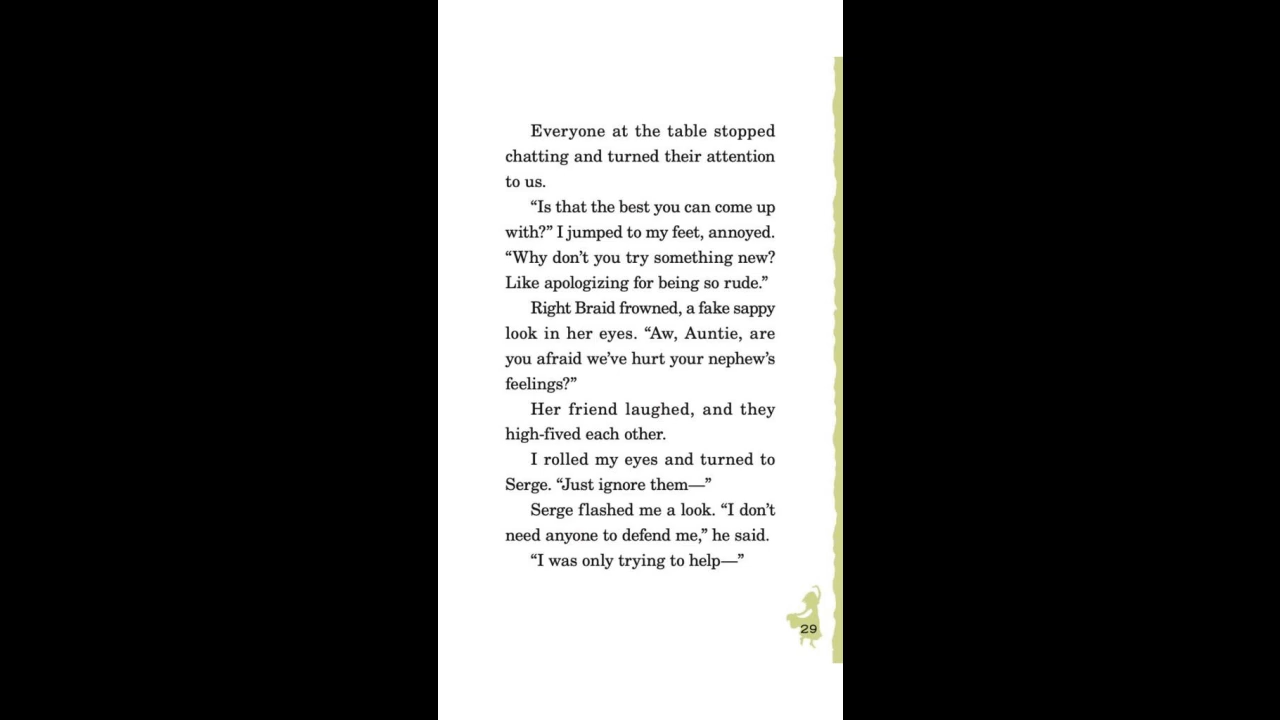 Everyone at the table stopped
chatting and turned their attention
to us.
“Is that the best you can come up
with?” I jumped to my feet, annoyed.
“Why don’t you try something new?
Like apologizing for being so rude.”
Right Braid frowned, a fake sappy
look in her eyes. “Aw, Auntie, are
you afraid we’ve hurt your nephew’s
feelings?”
Her friend laughed, and they
high-fived each other.
I rolled my eyes and turned to
Serge. “Just ignore them—”
Serge flashed me a look. “I don’t
need anyone to defend me,” he said.
“I was only trying to help—”
29